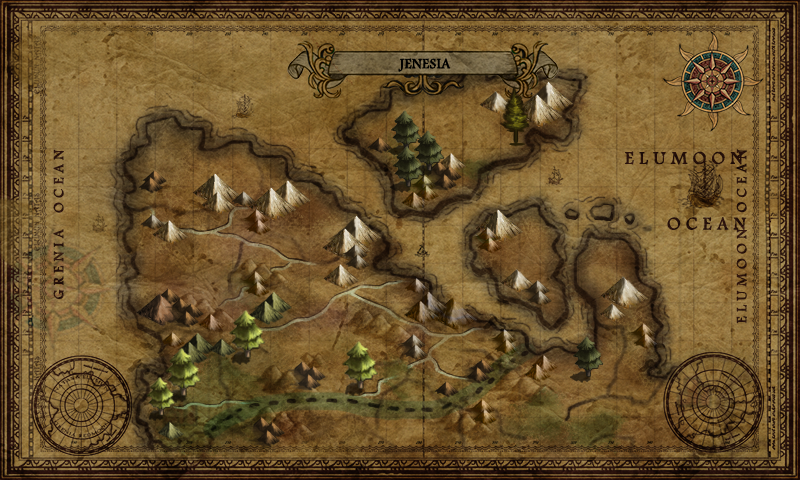 JENESIA
ELUMOON
OCEAN
GRENIA OCEAN
ELUMOON OCEAN